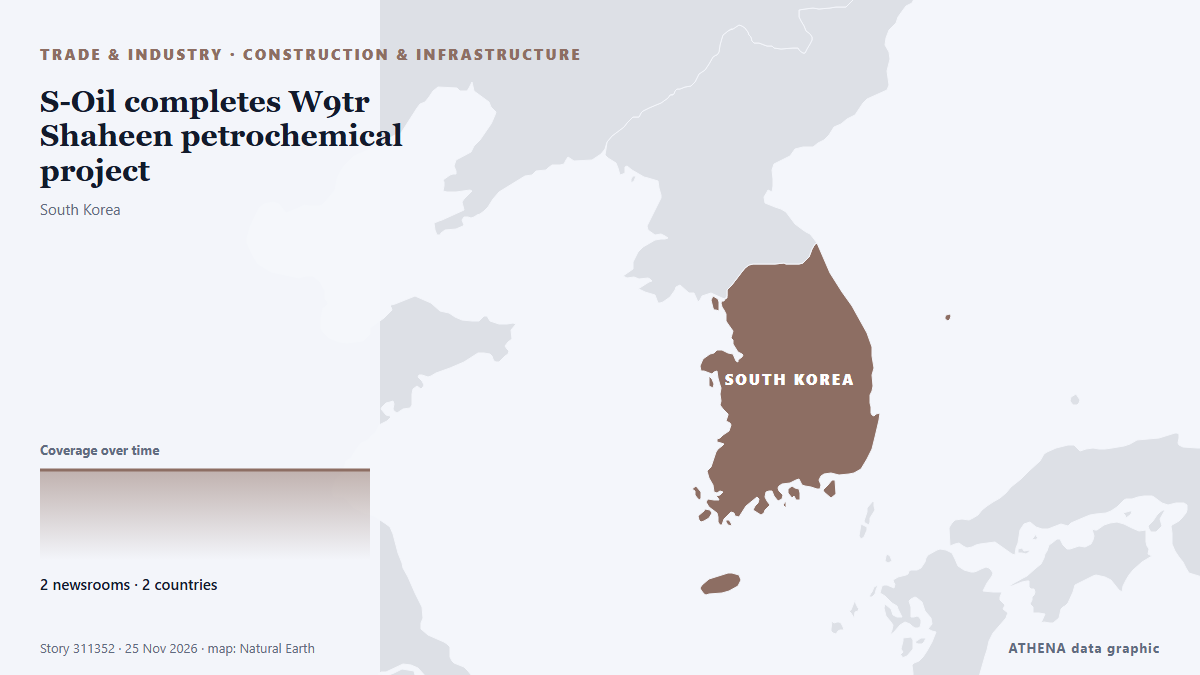 TRADE & INDUSTRY · CONSTRUCTION & INFRASTRUCTURE
S-Oil completes W9tr
Shaheen petrochemical
project
South Korea
SOUTH KOREA
Coverage over time
2 newsrooms · 2 countries
Story 311352 · 25 Nov 2026 · map: Natural Earth
ATHENA data graphic